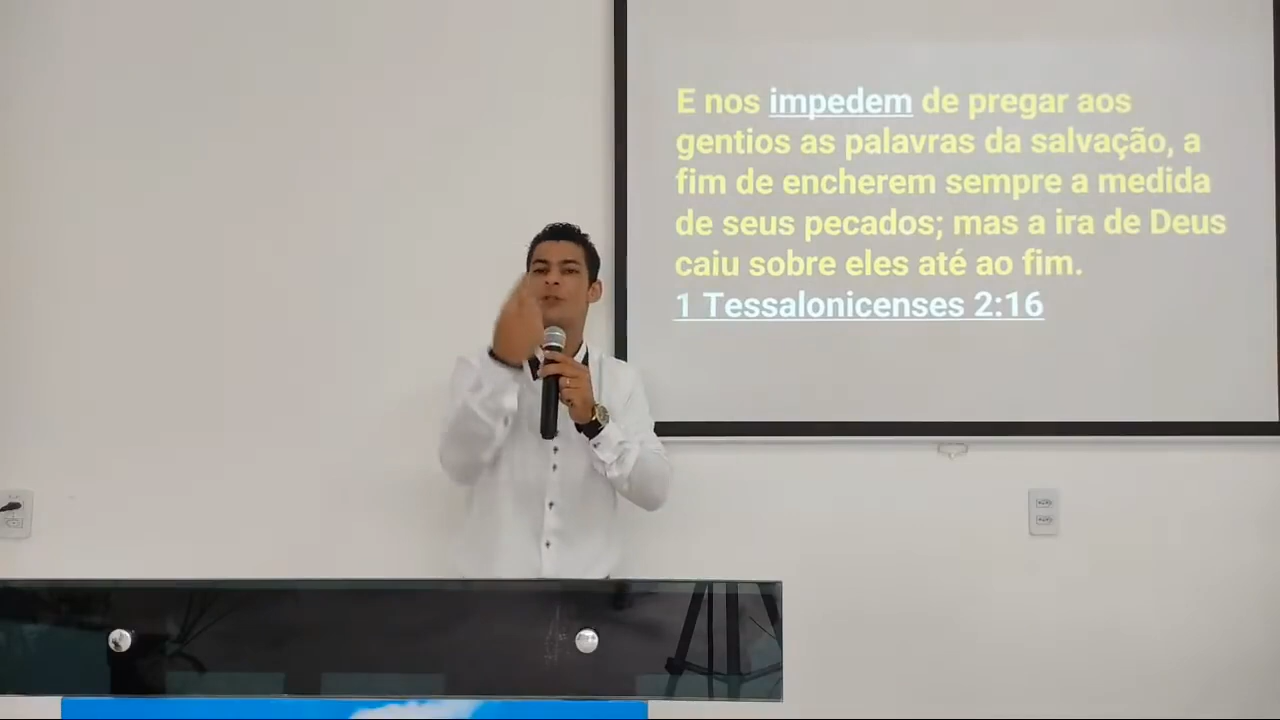 E nos impedem de pregar aos
gentios as palavras da salvação, a
fim de encherem sempre a medida
de seus pecados; mas a ira de Deus
caiu sobre eles até ao fim.
1 Tessalonicenses 2:16